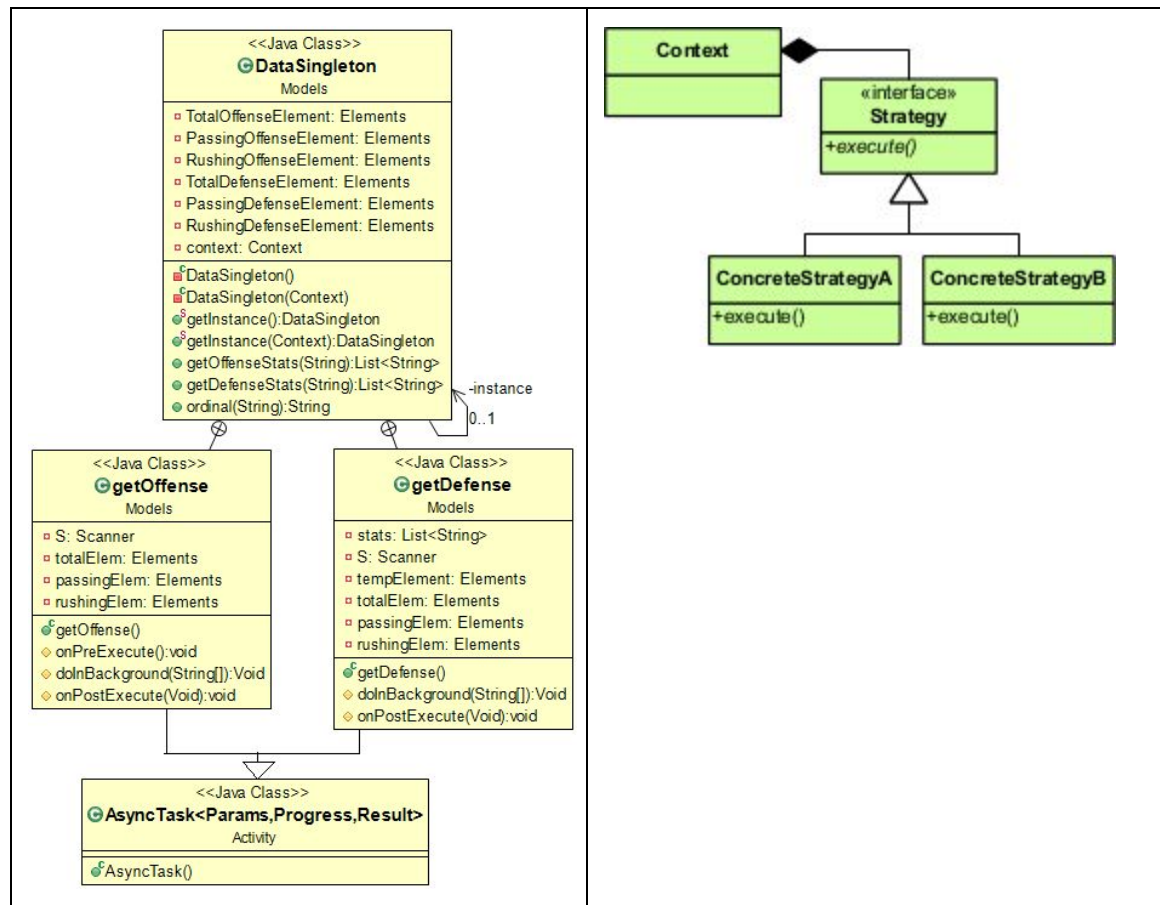 <<Java Class>>
DataSingleton
Models
TotalOffenseElement: Elements
PassingOffenseElement: Elements
RushingOffenseElement: Elements
TotalDefenseElement: Elements
PassingDefenseElement: Elements
RushingDefenseElement: Elements
context: Context
DataSingleton()
DataSingleton(Context)
getInstance():DataSingleton
getInstance(Context):DataSingleton
getOffenseStats(String):List<String>
getDefenseStats(String):List<String>
ordinal(String):String
-instance
0..1
<<Java Class>>
getOffense
Models
S: Scanner
totalElem: Elements
passingElem: Elements
rushingElem: Elements
getOffense()
onPreExecute():void
doInBackground(String[]):Void
onPostExecute(Void):void
<<Java Class>>
getDefense
Models
stats: List<String>
S: Scanner
tempElement: Elements
totalElem: Elements
passingElem: Elements
rushingElem: Elements
getDefense()
doInBackground(String[]):Void
onPostExecute(Void):void
<<Java Class>>
AsyncTask<Params,Progress,Result>
Activity
AsyncTask()
Context
«interface»
Strategy
+execute()
ConcreteStrategyA
+execute()
ConcreteStrategyB
+execute()